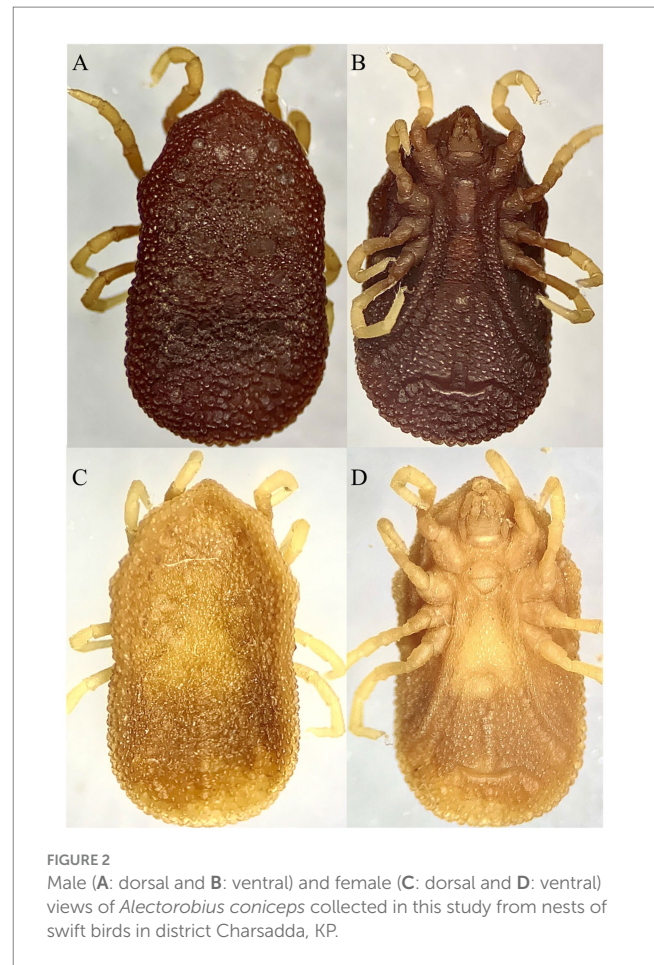 A
B
C
D
FIGURE 2
Male (A: dorsal and B: ventral) and female (C: dorsal and D: ventral)
views of Alectorobius coniceps collected in this study from nests of
swift birds in district Charsadda, KP.